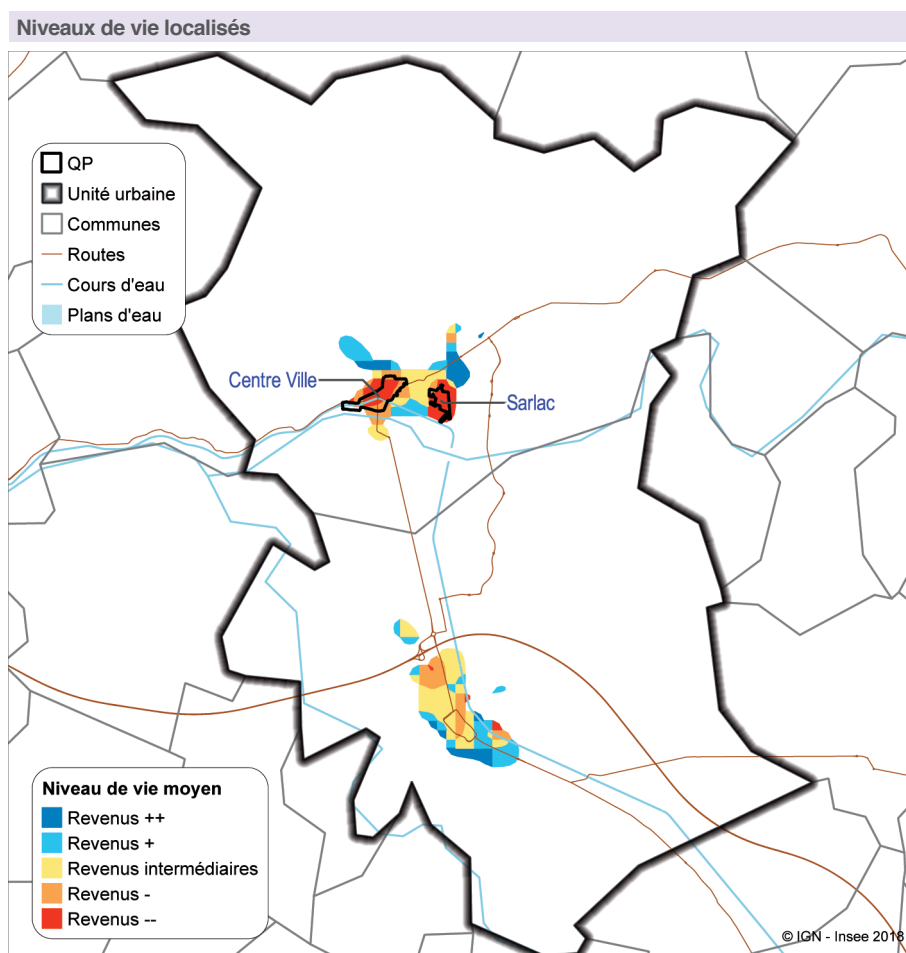 Niveaux de vie localisés
QP
Unité urbaine
Communes
Routes
Cours d'eau
Plans d'eau
Centre Ville
Sarlac
Niveau de vie moyen
Revenus ++
Revenus +
Revenus intermédiaires
Revenus -
Revenus --
© IGN - Insee 2018